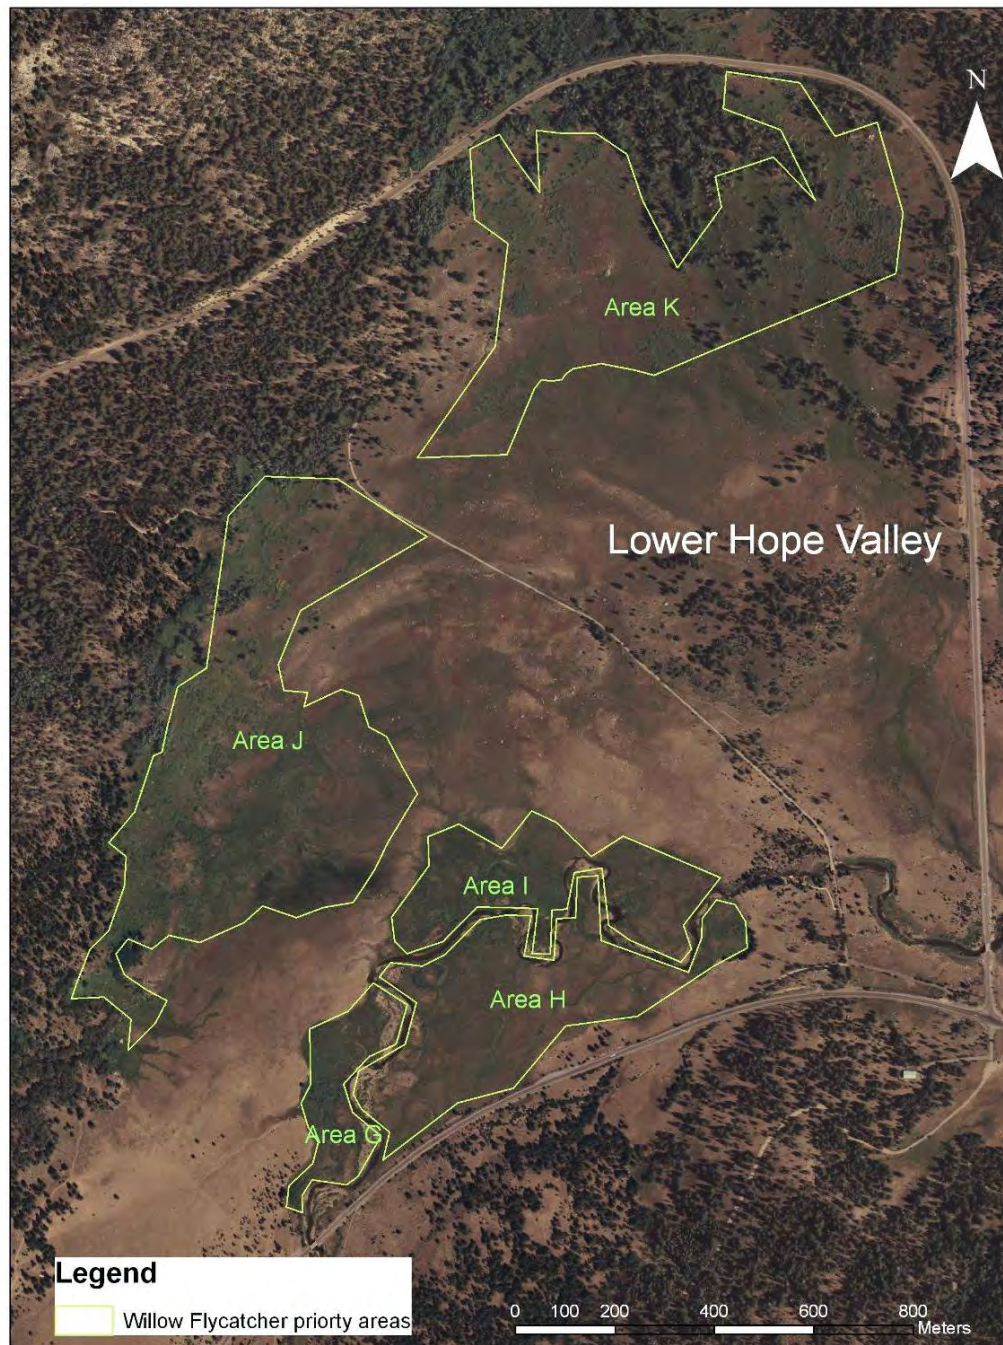 N
Area K
Lower Hope Valley
Area J
Area I
Area H
Area G
Legend
Willow Flycatcher priorty areas
0 100 200 400 600 800
Meters